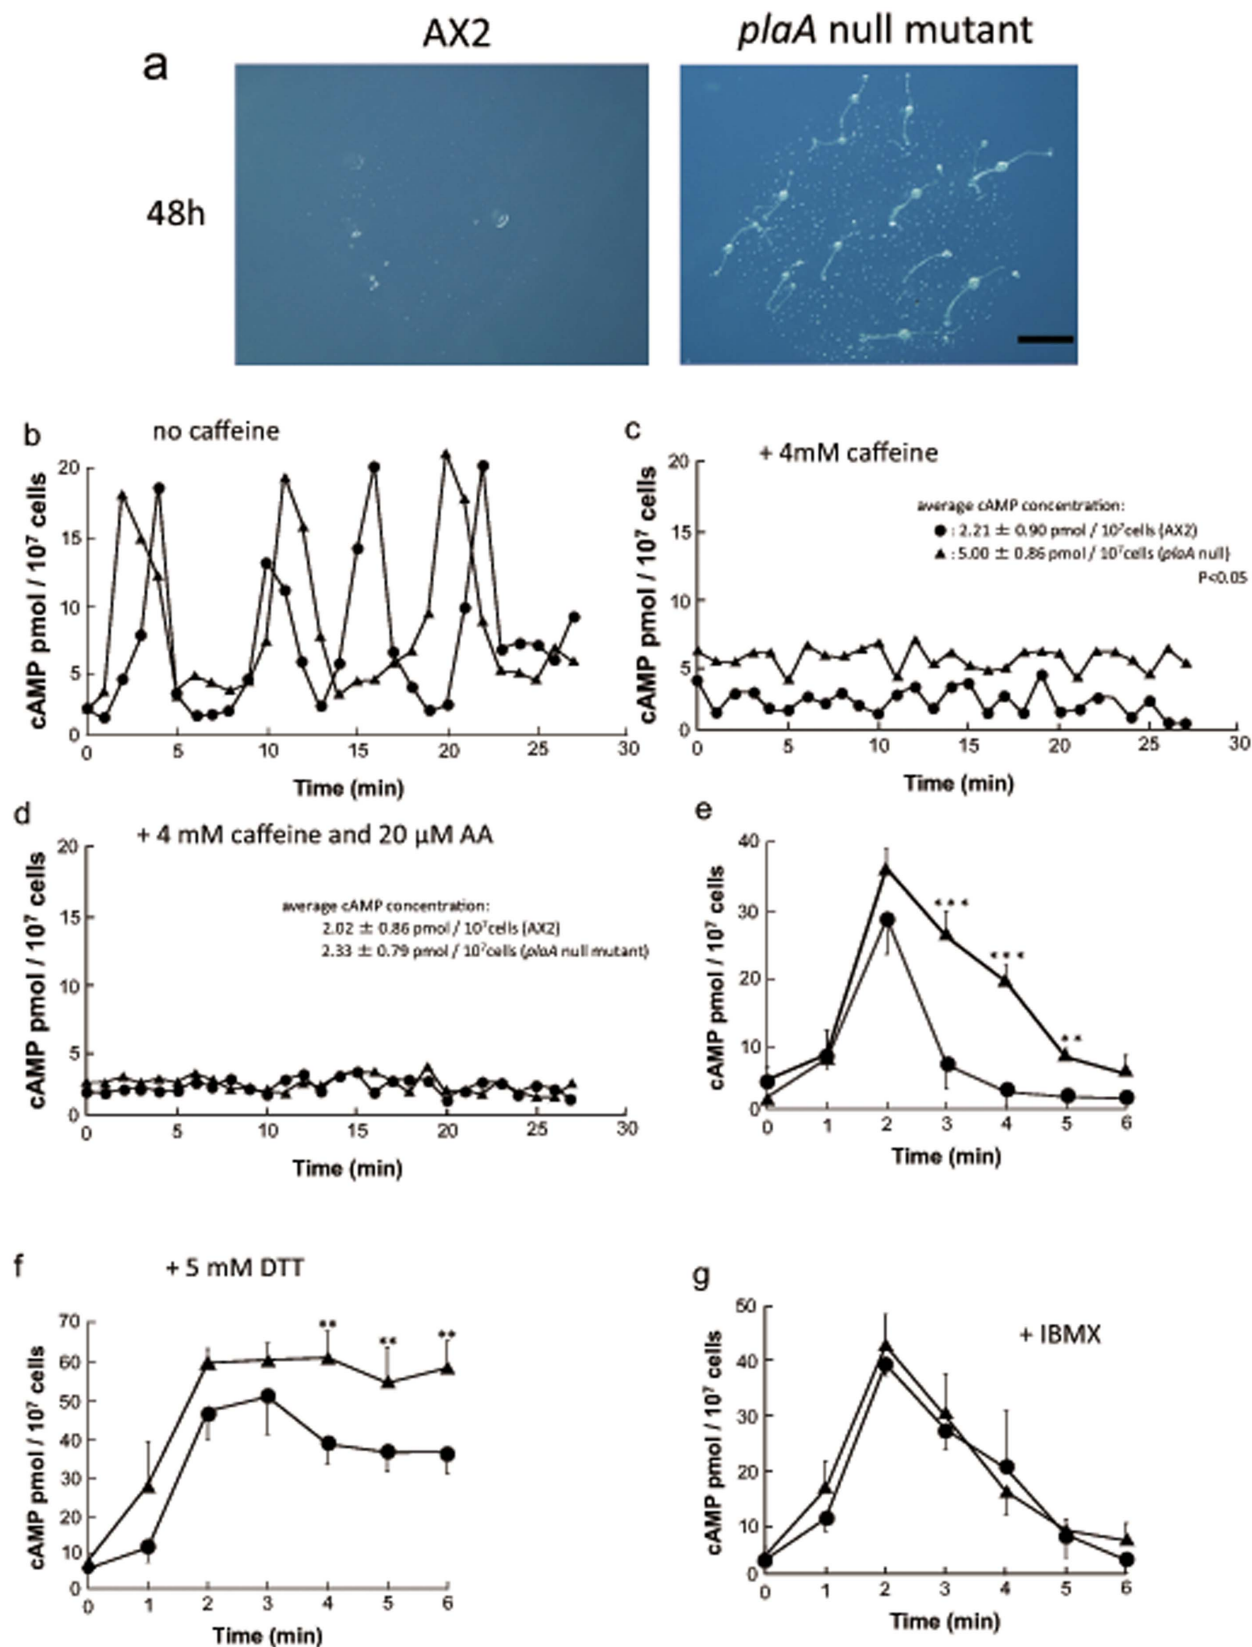 AX2
plaA null mutant
a
48h
b
no caffeine
cAMP pmol / 10⁷ cells
20
15
10
5
0
0 5 10 15 20 25 30
Time (min)
c
+ 4mM caffeine
average cAMP concentration:
● : 2.21 ± 0.90 pmol / 10⁷cells (AX2)
▲ : 5.00 ± 0.86 pmol / 10⁷cells (plaA null)
P<0.05
cAMP pmol / 10⁷ cells
20
15
10
5
0
0 5 10 15 20 25 30
Time (min)
d
+ 4 mM caffeine and 20 μM AA
average cAMP concentration:
2.02 ± 0.86 pmol / 10⁷cells (AX2)
2.33 ± 0.79 pmol / 10⁷cells (plaA null mutant)
cAMP pmol / 10⁷ cells
20
15
10
5
0
0 5 10 15 20 25 30
Time (min)
e
cAMP pmol / 10⁷ cells
40
30
20
10
0
***
***
**
0 1 2 3 4 5 6
Time (min)
f
+ 5 mM DTT
cAMP pmol / 10⁷ cells
70
60
50
40
30
20
10
0
** ** **
0 1 2 3 4 5 6
Time (min)
g
+ IBMX
cAMP pmol / 10⁷ cells
50
40
30
20
10
0
0 1 2 3 4 5 6
Time (min)